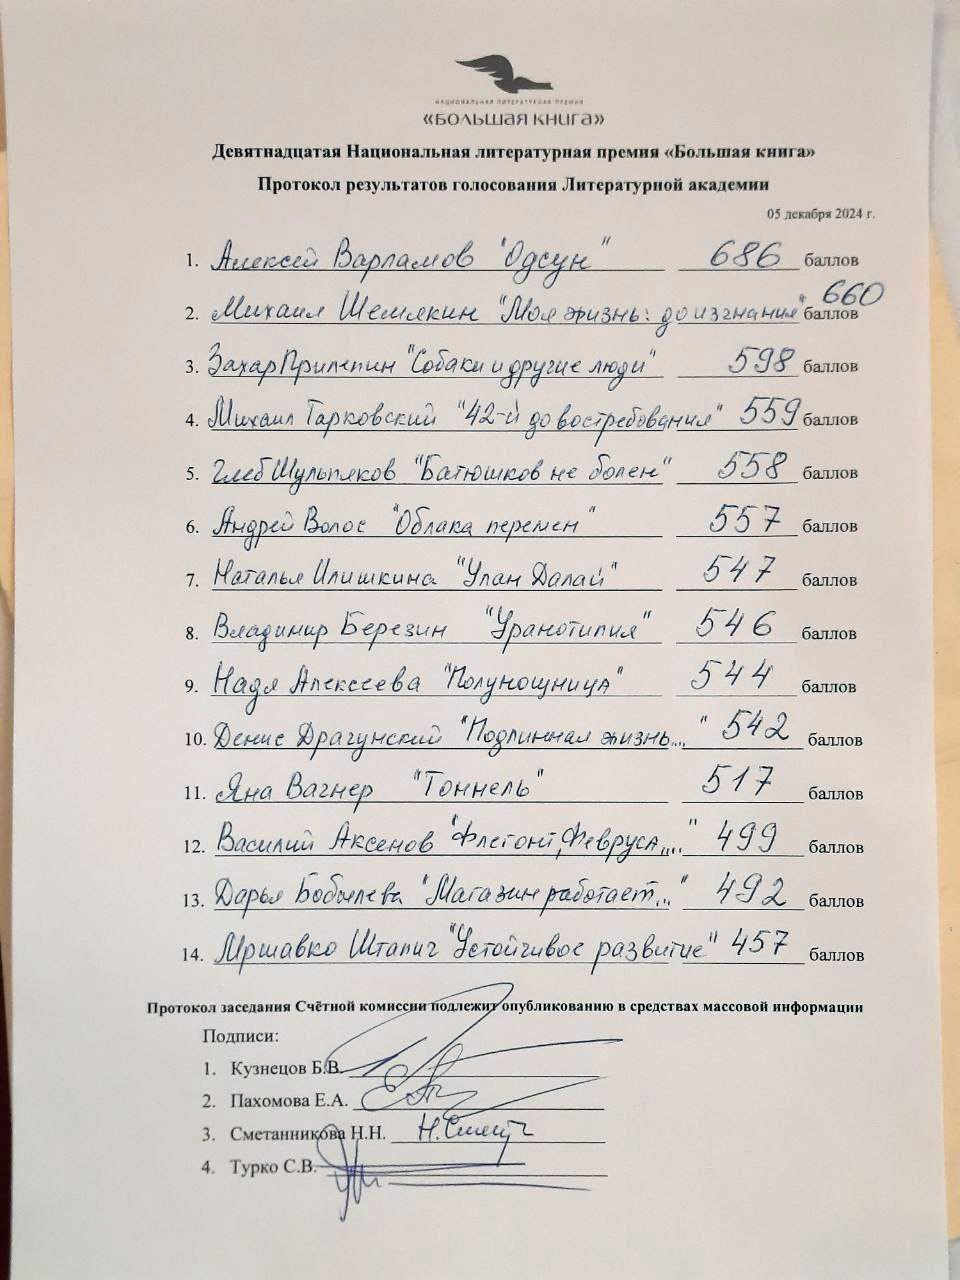 НАЦИОНАЛЬНАЯ ЛИТЕРАТУРНАЯ ПРЕМИЯ
«БОЛЬШАЯ КНИГА»
Девятнадцатая Национальная литературная премия «Большая книга»
Протокол результатов голосования Литературной академии
05 декабря 2024 г.
1. Алексей Варламов "Одсун" 686 баллов
2. Михаил Шемякин "Моя жизнь: до изгнания" 660 баллов
3. Захар Прилепин "Собаки и другие люди" 598 баллов
4. Михаил Тарковский "42-й до востребования" 559 баллов
5. Глеб Шульпяков "Батюшков не болен" 558 баллов
6. Андрей Волос "Облака перемен" 557 баллов
7. Наталья Илишкина "Улан Далай" 547 баллов
8. Владимир Березин "Уранотипия" 546 баллов
9. Надя Алексеева "Полунощница" 544 баллов
10. Денис Драгунский "Подлинная жизнь..." 542 баллов
11. Яна Вагнер "Тоннель" 517 баллов
12. Василий Аксёнов "Флегонт, Февруса,..." 499 баллов
13. Дарья Бобылёва "Магазин работает..." 492 баллов
14. Мршавко Штапич "Устойчивое развитие" 457 баллов
Протокол заседания Счётной комиссии подлежит опубликованию в средствах массовой информации
Подписи:
1. Кузнецов Б.В.
2. Пахомова Е.А.
3. Сметанникова Н.Н.
4. Турко С.В.